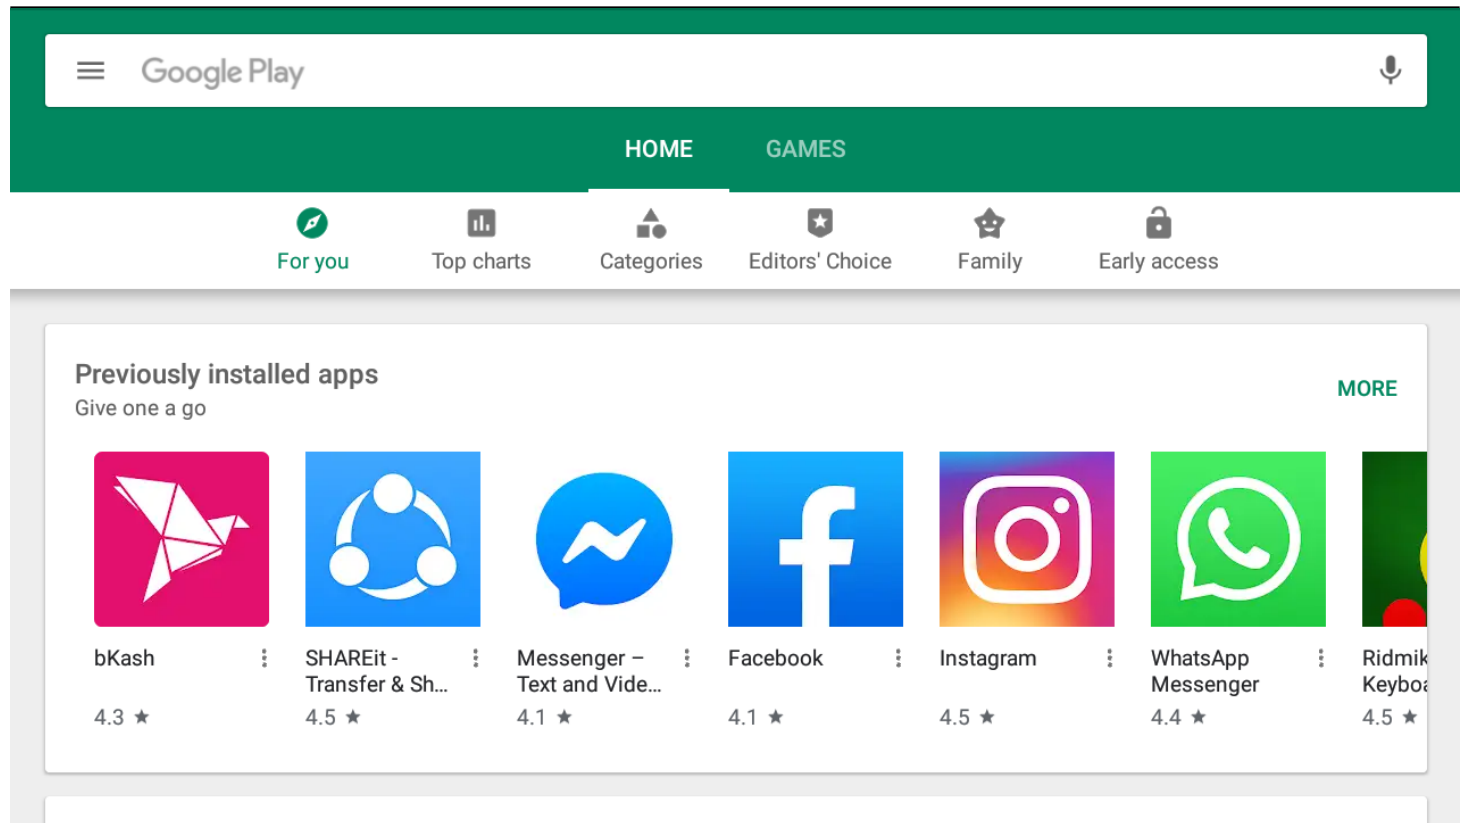 Google Play
HOME
GAMES
For you
Top charts
Categories
Editors' Choice
Family
Early access
Previously installed apps
Give one a go
MORE
bKash
4.3
SHAREit -
Transfer & Sh...
4.5
Messenger –
Text and Vide...
4.1
Facebook
4.1
Instagram
4.5
WhatsApp
Messenger
4.4
Ridmik
4.5